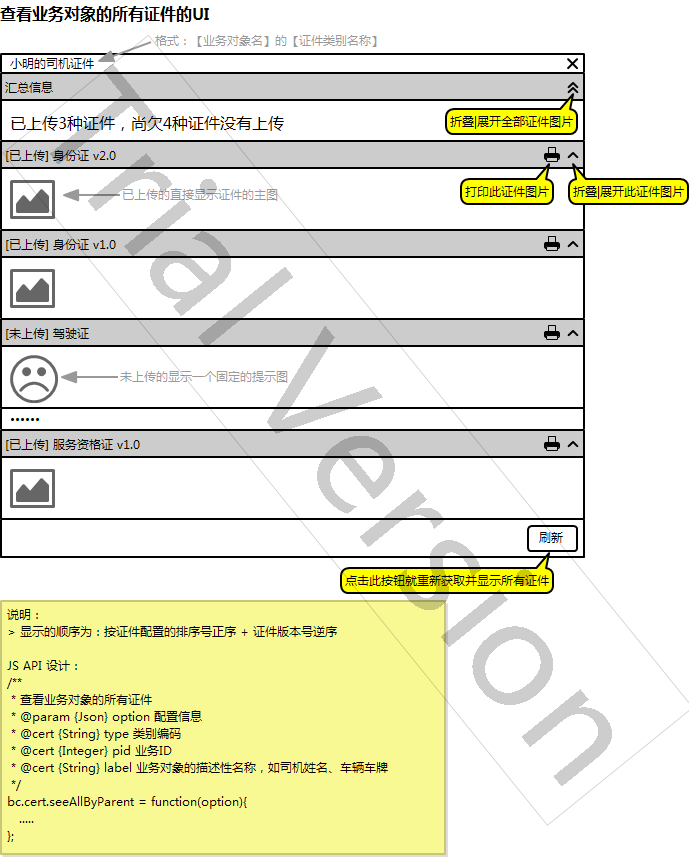 查看业务对象的所有证件的UI
格式：【业务对象名】的【证件类别名称】
小明的司机证件
汇总信息
已上传3种证件，尚欠4种证件没有上传
折叠|展开全部证件图片
[已上传] 身份证 v2.0
打印此证件图片
折叠|展开此证件图片
已上传的直接显示证件的主图
[已上传] 身份证 v1.0
[未上传] 驾驶证
未上传的显示一个固定的提示图
••••••
[已上传] 服务资格证 v1.0
刷新
点击此按钮就重新获取并显示所有证件
说明：
> 显示的顺序为：按证件配置的排序号正序 + 证件版本号逆序
JS API 设计：
/**
* 查看业务对象的所有证件
* @param {Json} option 配置信息
* @cert {String} type 类别编码
* @cert {Integer} pid 业务ID
* @cert {String} label 业务对象的描述性名称，如司机姓名、车辆车牌
*/
bc.cert.seeAllByParent = function(option){
.....
};
Trial Version